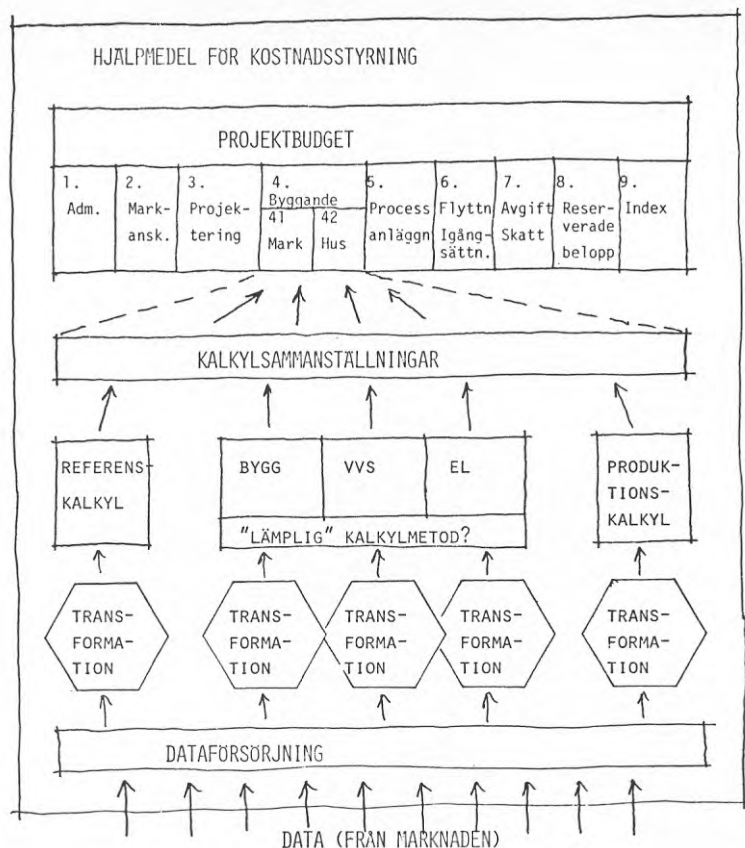 HJÄLPMEDEL FÖR KOSTNADSSTYRNING
PROJEKTBUDGET
1.
Adm.
2.
Mark-
ansk.
3.
Projek-
tering
4.
Byggande
41
Mark
42
Hus
5.
Process
anläggn
6.
Flyttn
Igång-
sättn.
7.
Avgift
Skatt
8.
Reser-
verade
belopp
9.
Index
KALKYLSAMMANSTÄLLNINGAR
REFERENS-
KALKYL
BYGG
VVS
EL
"LÄMPLIG" KALKYLMETOD?
PRODUK-
TIONS-
KALKYL
TRANS-
FORMA-
TION
TRANS-
FORMA-
TION
TRANS-
FORMA-
TION
TRANS-
FORMA-
TION
TRANS-
FORMA-
TION
DATAFÖRSÖRJNING
DATA (FRÅN MARKNADEN)